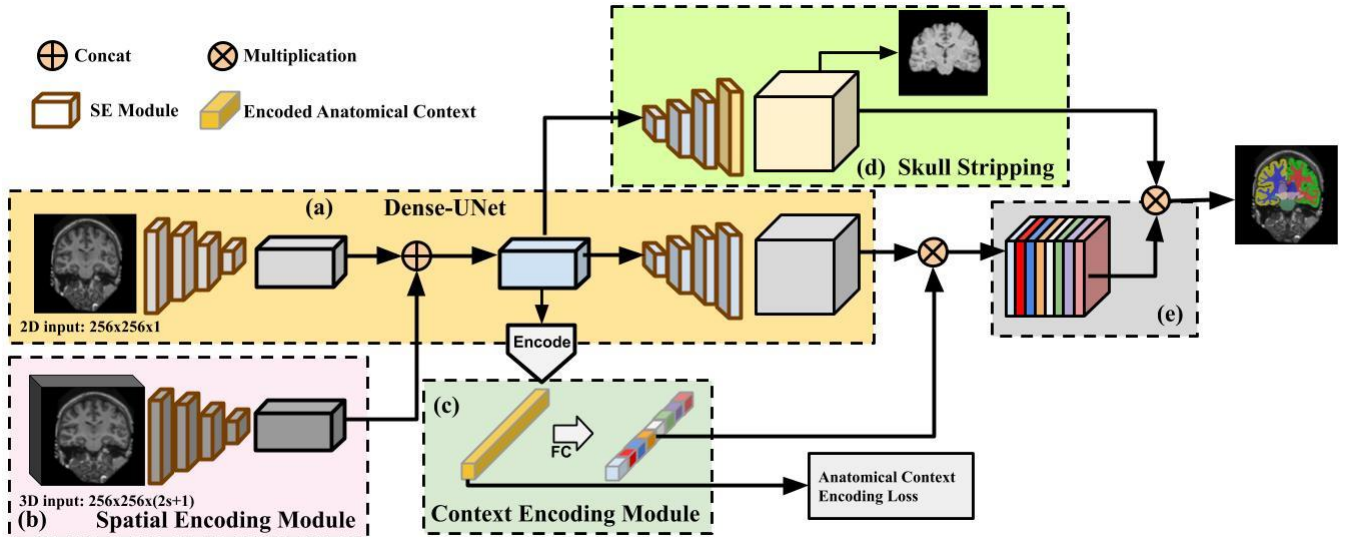 Concat
Multiplication
SE Module
Encoded Anatomical Context
(d) Skull Stripping
(a)
Dense-UNet
2D input: 256x256x1
(e)
Encode
(c)
FC
3D input: 256x256x(2s+1)
(b) Spatial Encoding Module
Context Encoding Module
Anatomical Context
Encoding Loss